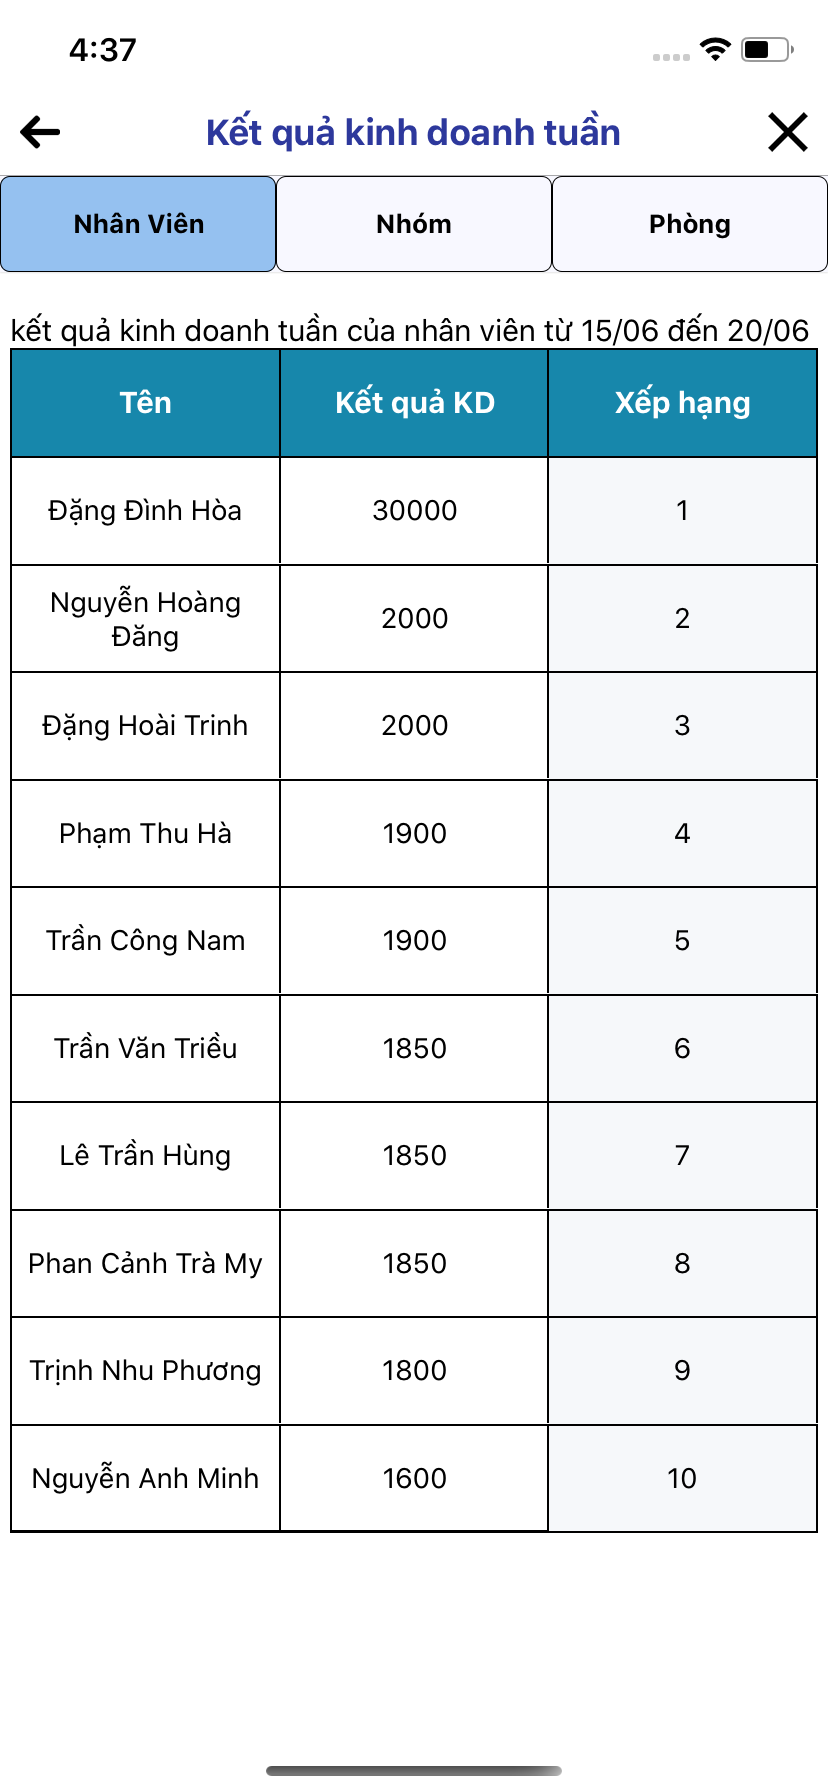 4:37
Kết quả kinh doanh tuần
Nhân Viên Nhóm Phòng
kết quả kinh doanh tuần của nhân viên từ 15/06 đến 20/06
Tên Kết quả KD Xếp hạng
Đặng Đình Hòa 30000 1
Nguyễn Hoàng
Đăng 2000 2
Đặng Hoài Trinh 2000 3
Phạm Thu Hà 1900 4
Trần Công Nam 1900 5
Trần Văn Triều 1850 6
Lê Trần Hùng 1850 7
Phan Cảnh Trà My 1850 8
Trịnh Nhu Phương 1800 9
Nguyễn Anh Minh 1600 10